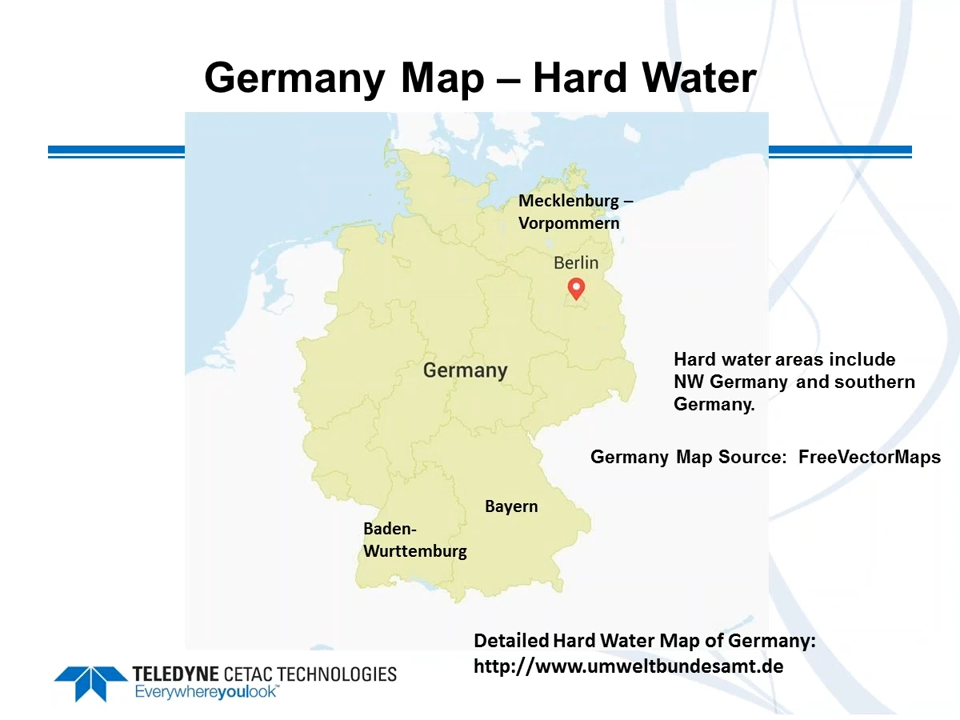 Germany Map – Hard Water
Mecklenburg –
Vorpommern
Berlin
Germany
Hard water areas include
NW Germany and southern
Germany.
Germany Map Source: FreeVectorMaps
Bayern
Baden-
Wurttemburg
Detailed Hard Water Map of Germany:
http://www.umweltbundesamt.de
TELEDYNE CETAC TECHNOLOGIES
Everywhereyoulook™